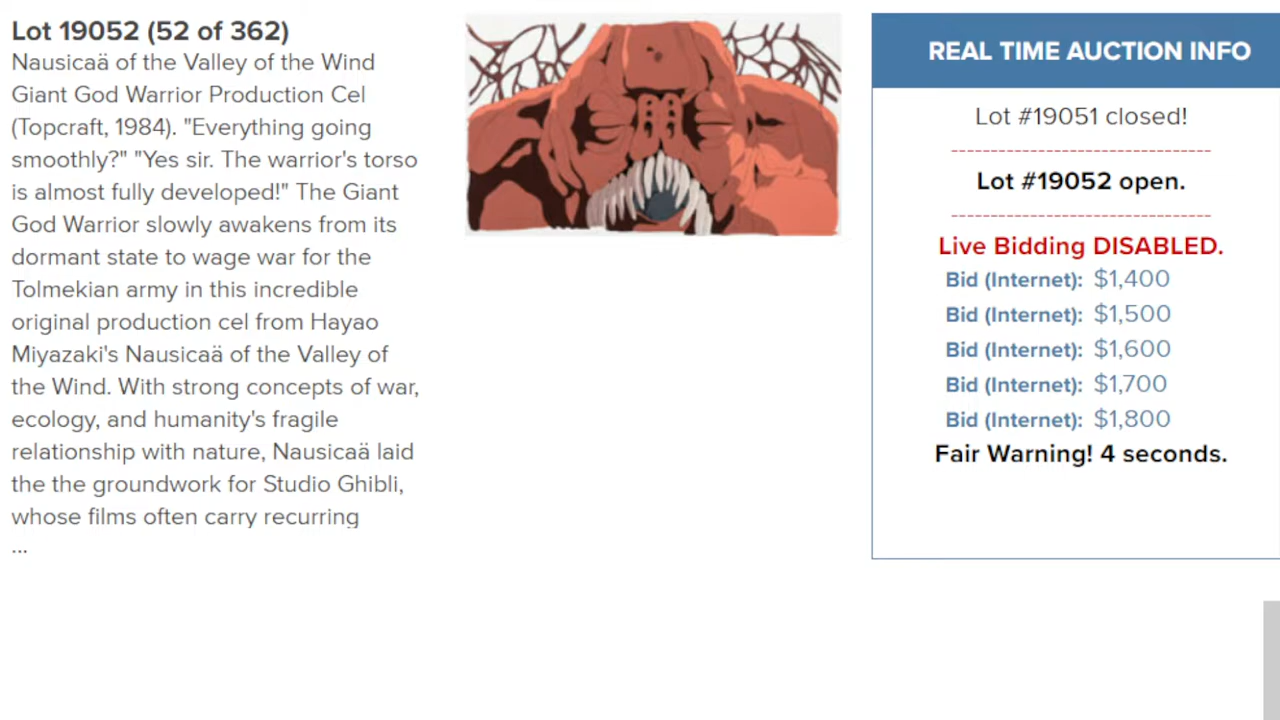 Lot 19052 (52 of 362)
Nausicaä of the Valley of the Wind
Giant God Warrior Production Cel
(Topcraft, 1984). "Everything going
smoothly?" "Yes sir. The warrior's torso
is almost fully developed!" The Giant
God Warrior slowly awakens from its
dormant state to wage war for the
Tolmekian army in this incredible
original production cel from Hayao
Miyazaki's Nausicaä of the Valley of
the Wind. With strong concepts of war,
ecology, and humanity's fragile
relationship with nature, Nausicaä laid
the the groundwork for Studio Ghibli,
whose films often carry recurring
...
REAL TIME AUCTION INFO
Lot #19051 closed!
--------------------------------
Lot #19052 open.
--------------------------------
Live Bidding DISABLED.
Bid (Internet): $1,400
Bid (Internet): $1,500
Bid (Internet): $1,600
Bid (Internet): $1,700
Bid (Internet): $1,800
Fair Warning! 4 seconds.